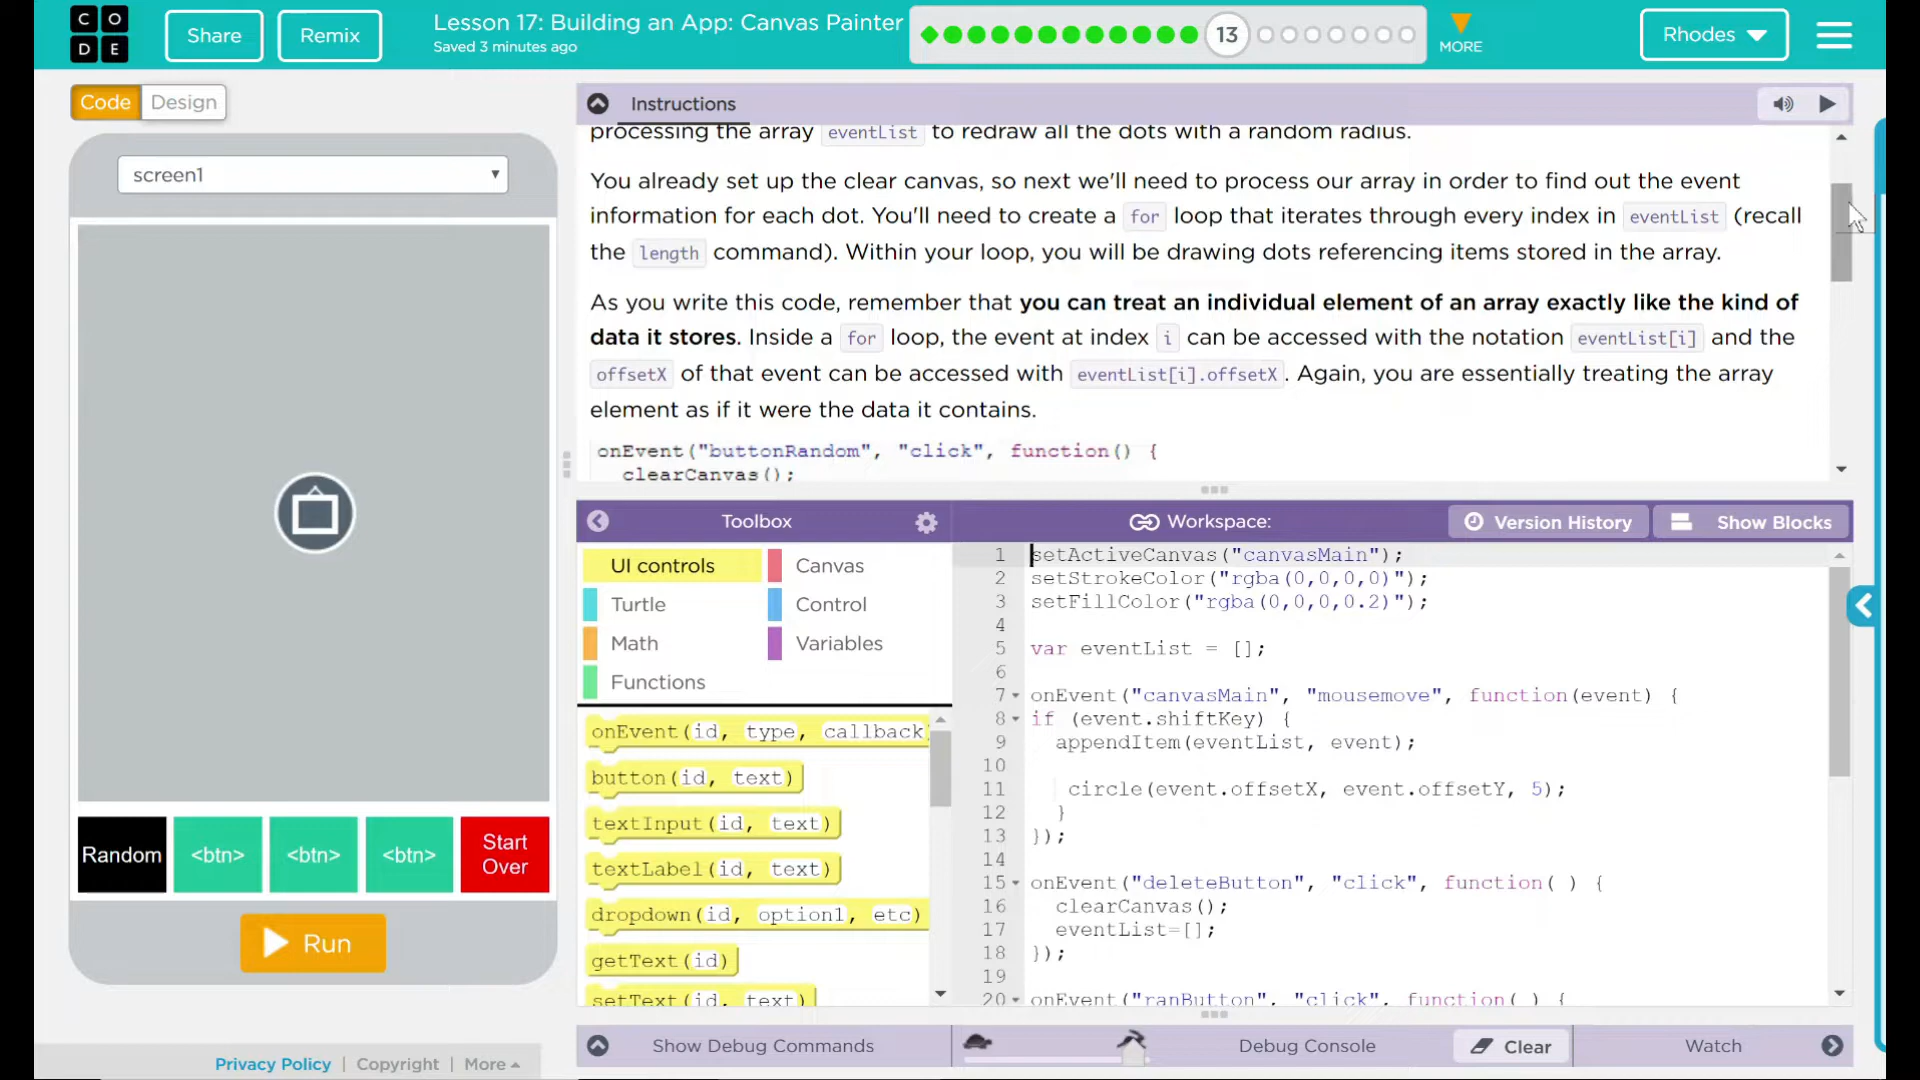 CODE
Share
Remix
Lesson 17: Building an App: Canvas Painter
Saved 3 minutes ago
13
MORE
Rhodes
Code
Design
screen1
Random
<btn>
<btn>
<btn>
Start
Over
Run
Privacy Policy | Copyright | More
Instructions
processing the array eventList to redraw all the dots with a random radius.
You already set up the clear canvas, so next we'll need to process our array in order to find out the event
information for each dot. You'll need to create a for loop that iterates through every index in eventList (recall
the length command). Within your loop, you will be drawing dots referencing items stored in the array.
As you write this code, remember that you can treat an individual element of an array exactly like the kind of
data it stores. Inside a for loop, the event at index i can be accessed with the notation eventList[i] and the
offsetX of that event can be accessed with eventList[i].offsetX. Again, you are essentially treating the array
element as if it were the data it contains.
onEvent("buttonRandom", "click", function() {
clearCanvas();
Toolbox
UI controls
Canvas
Turtle
Control
Math
Variables
Functions
onEvent(id, type, callback)
button(id, text)
textInput(id, text)
textLabel(id, text)
dropdown(id, option1, etc)
getText(id)
setText(id, text)
Workspace:
Version History
Show Blocks
1 setActiveCanvas("canvasMain");
2 setStrokeColor("rgba(0,0,0,0)");
3 setFillColor("rgba(0,0,0,0.2)");
4
5 var eventList = [];
6
7 onEvent("canvasMain", "mousemove", function(event) {
8 if (event.shiftKey) {
9 appendItem(eventList, event);
10
11 circle(event.offsetX, event.offsetY, 5);
12 }
13 });
14
15 onEvent("deleteButton", "click", function( ) {
16 clearCanvas();
17 eventList=[];
18 });
19
20 onEvent("ranButton", "click", function( ) {
Show Debug Commands
Debug Console
Clear
Watch